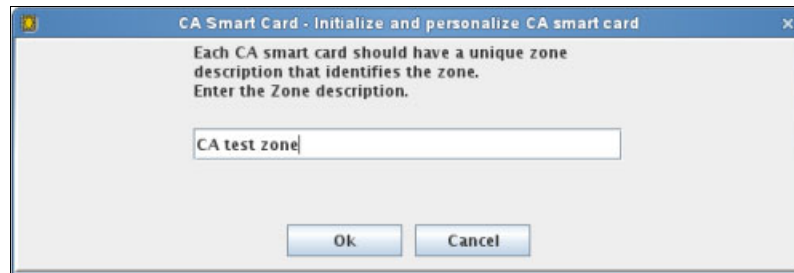 CA Smart Card - Initialize and personalize CA smart card
Each CA smart card should have a unique zone
description that identifies the zone.
Enter the Zone description.
CA test zone
Ok Cancel